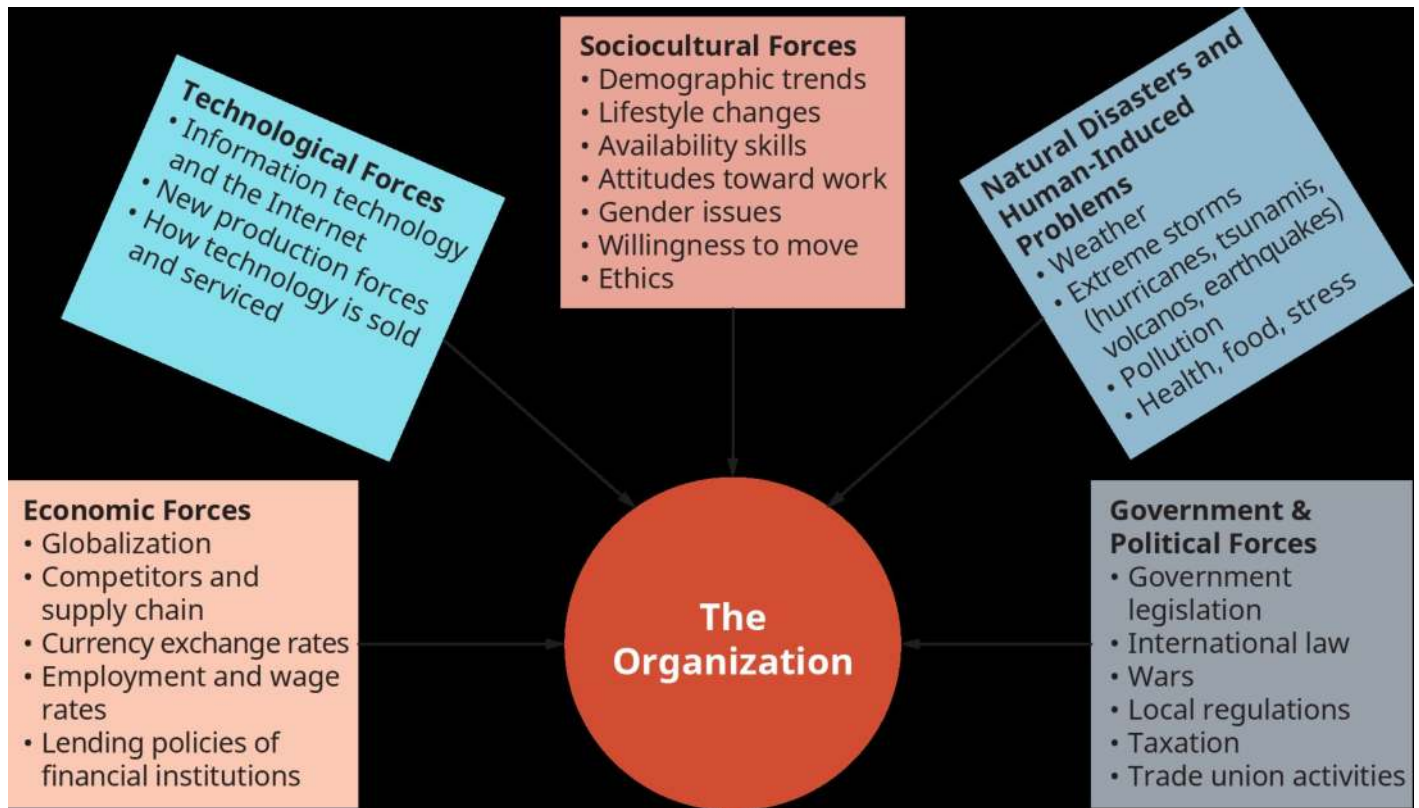 Technological Forces
• Information technology
and the Internet
• New production forces
• How technology is sold
and serviced
Sociocultural Forces
• Demographic trends
• Lifestyle changes
• Availability skills
• Attitudes toward work
• Gender issues
• Willingness to move
• Ethics
Natural Disasters and
Human-Induced
Problems
• Weather
• Extreme storms
(hurricanes, tsunamis,
volcanos, earthquakes)
• Pollution
• Health, food, stress
Economic Forces
• Globalization
• Competitors and
supply chain
• Currency exchange rates
• Employment and wage
rates
• Lending policies of
financial institutions
The
Organization
Government &
Political Forces
• Government
legislation
• International law
• Wars
• Local regulations
• Taxation
• Trade union activities